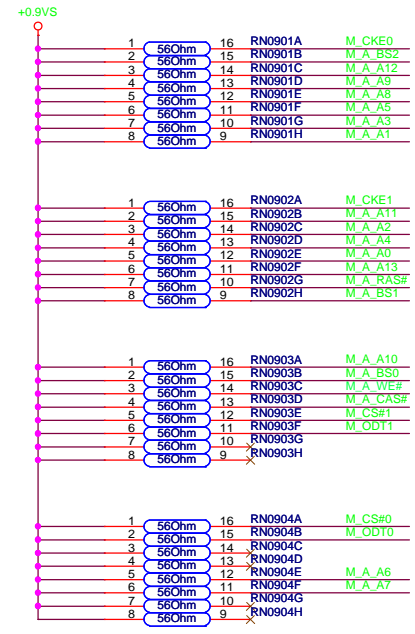 +0.9VS
1 56Ohm 16 RN0901A M_CKE0
2 56Ohm 15 RN0901B M_BS2
3 56Ohm 14 RN0901C M_A_A12
4 56Ohm 13 RN0901D M_A_A9
5 56Ohm 12 RN0901E M_A_A8
6 56Ohm 11 RN0901F M_A_A5
7 56Ohm 10 RN0901G M_A_A3
8 56Ohm 9 RN0901H M_A_A1
1 56Ohm 16 RN0902A M_CKE1
2 56Ohm 15 RN0902B M_A_A11
3 56Ohm 14 RN0902C M_A_A2
4 56Ohm 13 RN0902D M_A_A4
5 56Ohm 12 RN0902E M_A_A0
6 56Ohm 11 RN0902F M_A_A13
7 56Ohm 10 RN0902G M_A_RAS#
8 56Ohm 9 RN0902H M_A_BS1
1 56Ohm 16 RN0903A M_A_A10
2 56Ohm 15 RN0903B M_A_BS0
3 56Ohm 14 RN0903C M_A_WE#
4 56Ohm 13 RN0903D M_A_CAS#
5 56Ohm 12 RN0903E M_CS#1
6 56Ohm 11 RN0903F M_ODT1
7 56Ohm 10 RN0903G
8 56Ohm 9 RN0903H
1 56Ohm 16 RN0904A M_CS#0
2 56Ohm 15 RN0904B M_ODT0
3 56Ohm 14 RN0904C
4 56Ohm 13 RN0904D
5 56Ohm 12 RN0904E M_A_A6
6 56Ohm 11 RN0904F M_A_A7
7 56Ohm 10 RN0904G
8 56Ohm 9 RN0904H